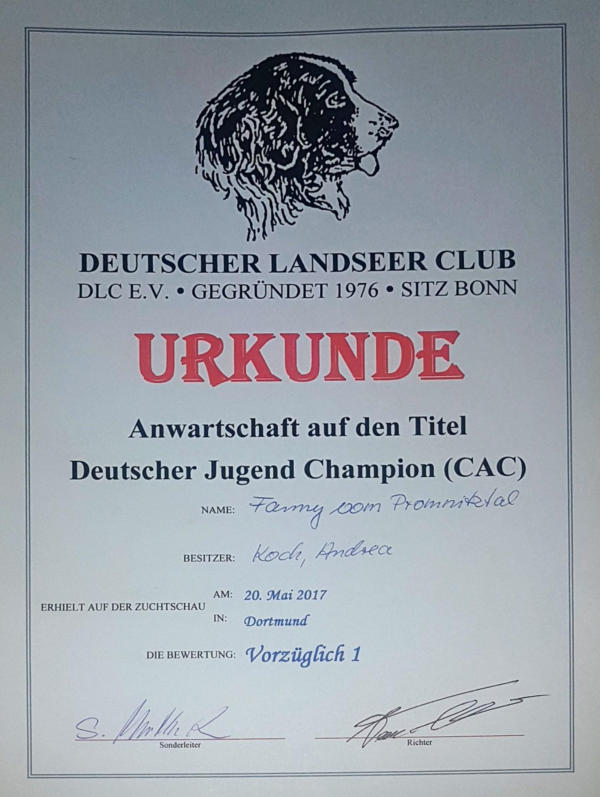 DEUTSCHER LANDSEER CLUB
DLC E.V. • GEGRÜNDET 1976 • SITZ BONN
URKUNDE
Anwartschaft auf den Titel
Deutscher Jugend Champion (CAC)
NAME: Fanny vom Promnitztal
BESITZER: Koch, Andrea
ERHIELT AUF DER ZUCHTSCHAU
AM: 20. Mai 2017
IN: Dortmund
DIE BEWERTUNG: Vorzüglich 1
S.
Sonderleiter
Richter